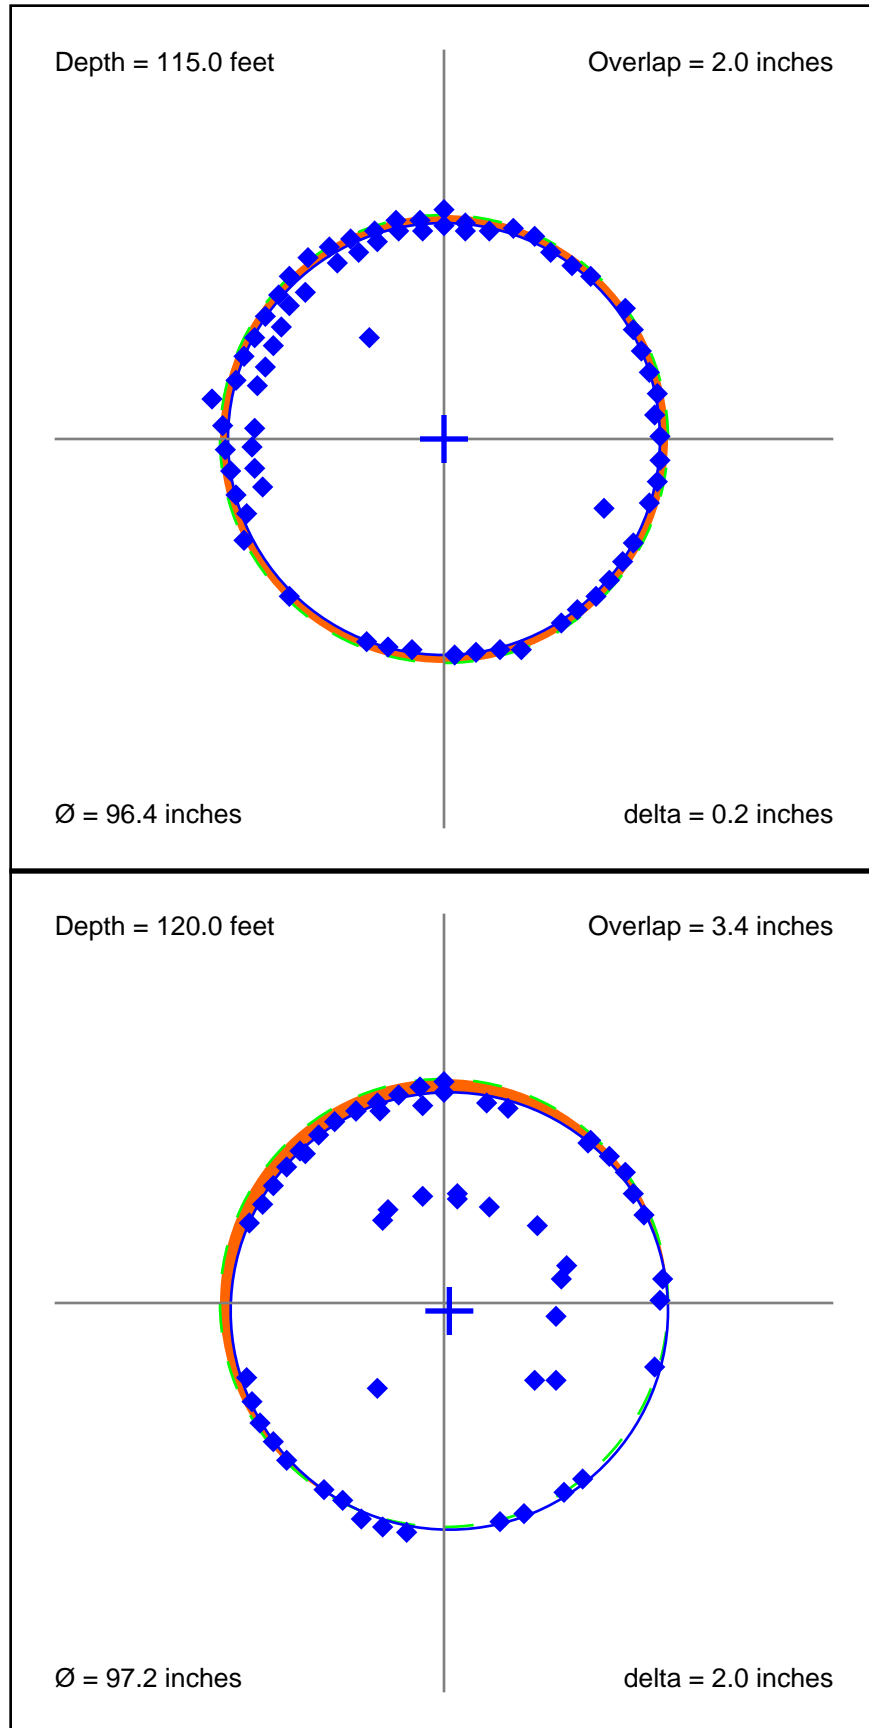 Depth = 115.0 feet
Overlap = 2.0 inches
Ø = 96.4 inches
delta = 0.2 inches
Depth = 120.0 feet
Overlap = 3.4 inches
Ø = 97.2 inches
delta = 2.0 inches